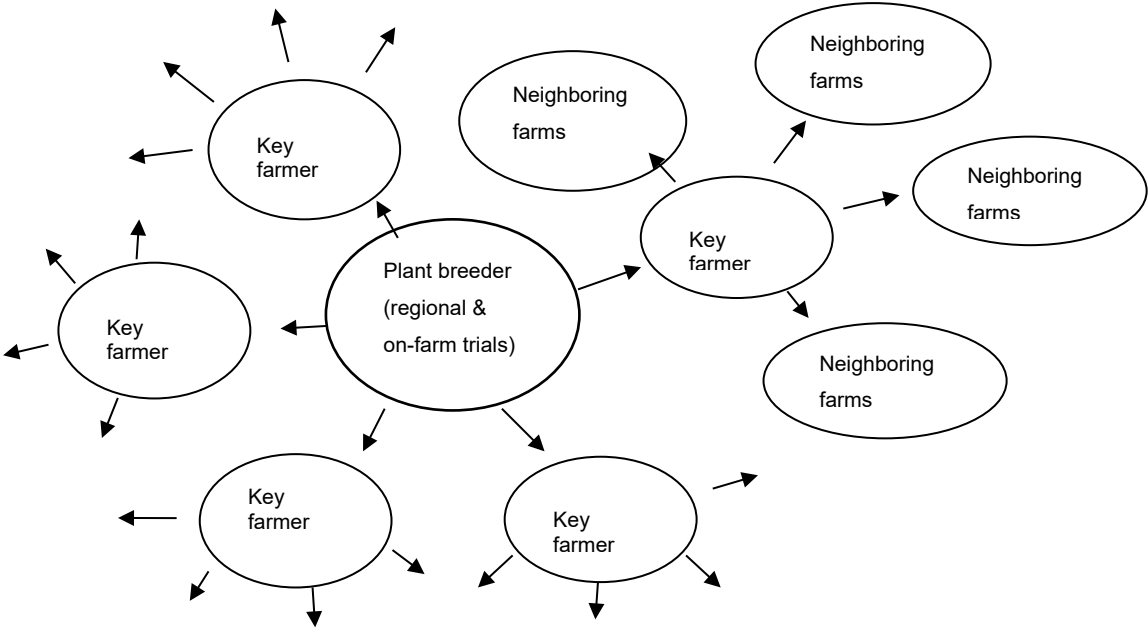 Neighboring
farms
Neighboring
farms
Key
farmer
Neighboring
farms
Key
farmer
Plant breeder
(regional &
on-farm trials)
Key
farmer
Neighboring
farms
Key
farmer
Key
farmer